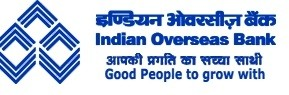 इण्डियन ओवरसीज़ बैंक
Indian Overseas Bank
आपकी प्रगति का सच्चा साथी
Good People to grow with